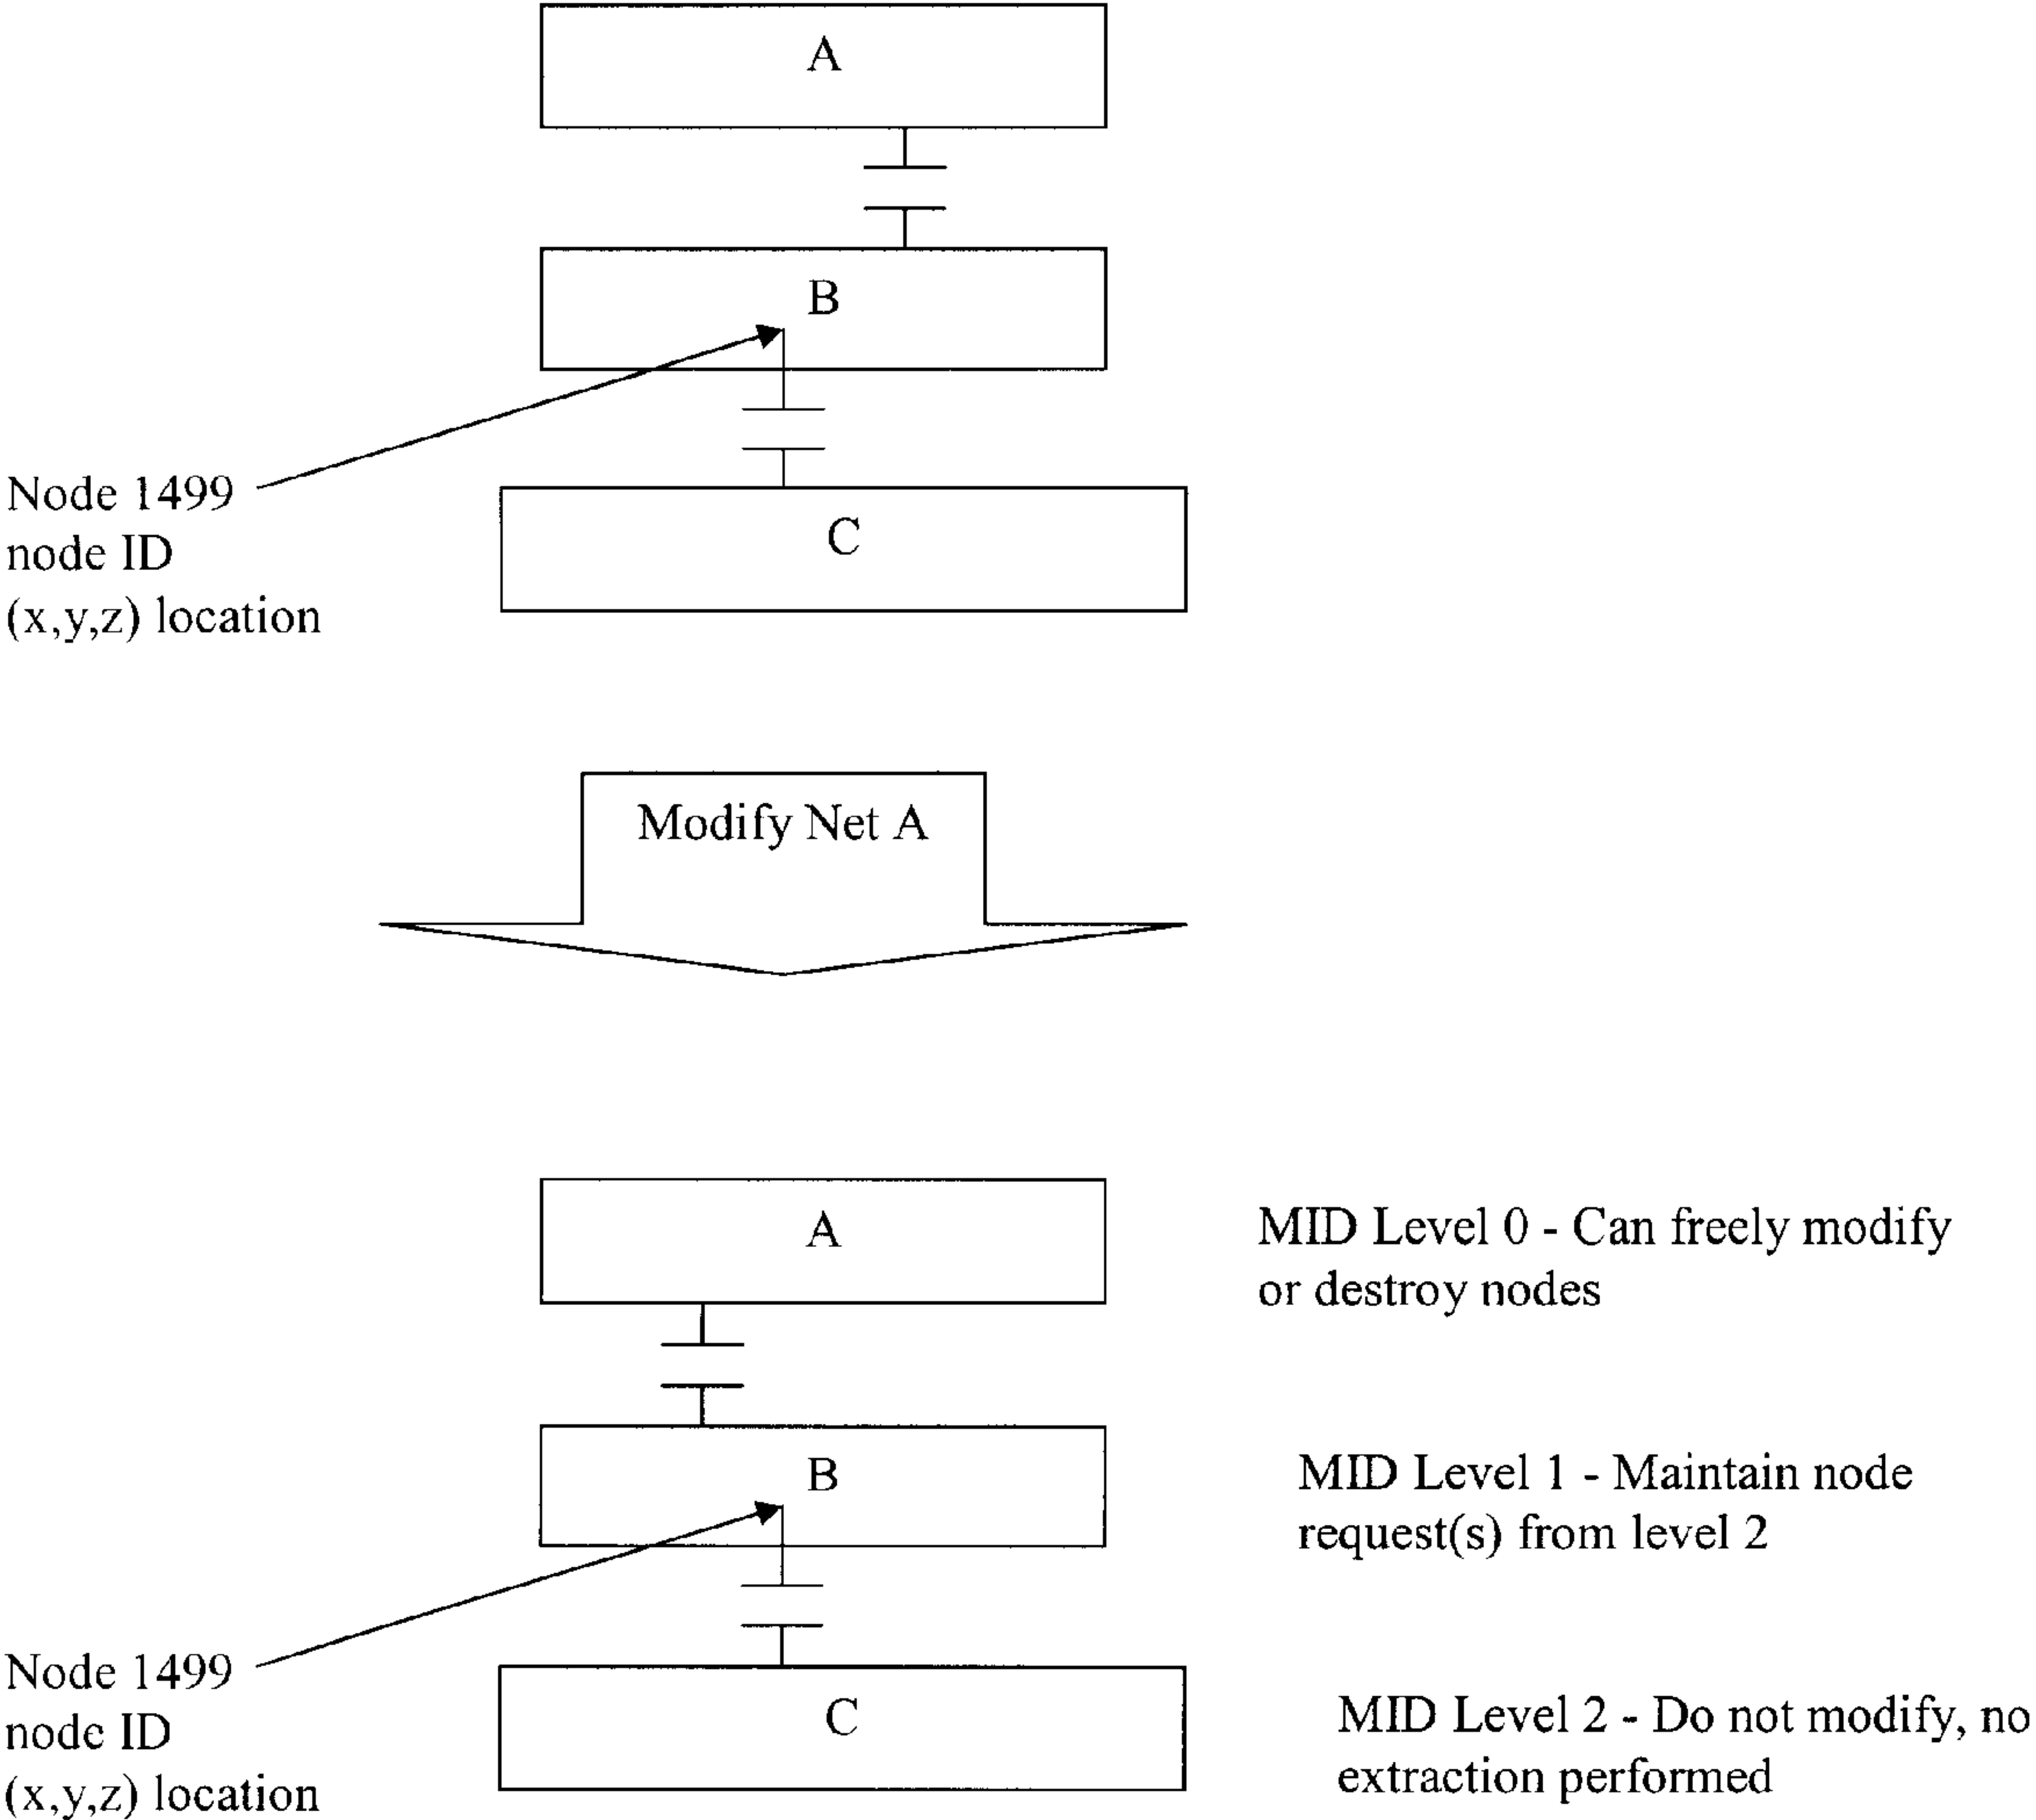 A
B
Node 1499
node ID
(x,y,z) location
C
Modify Net A
A
MID Level 0 - Can freely modify
or destroy nodes
B
MID Level 1 - Maintain node
request(s) from level 2
Node 1499
node ID
(x,y,z) location
C
MID Level 2 - Do not modify, no
extraction performed